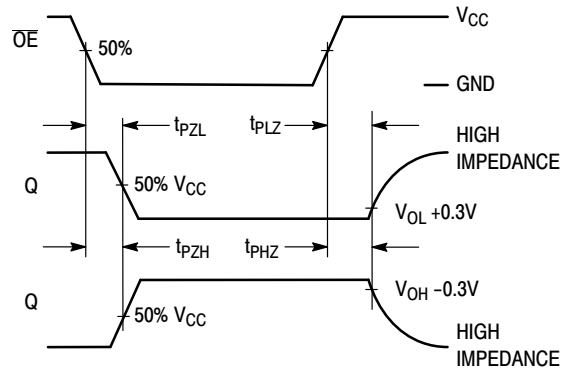 OE
50%
VCC
GND
tPZL
tPLZ
HIGH
IMPEDANCE
Q
50% VCC
VOL +0.3V
tPZH
tPHZ
VOH −0.3V
Q
50% VCC
HIGH
IMPEDANCE